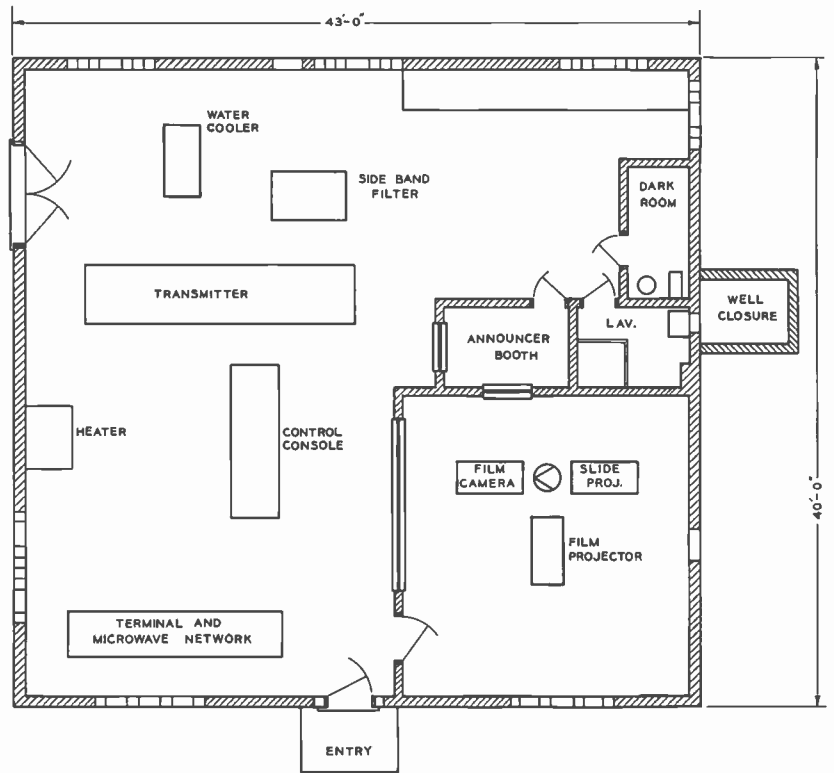 43'-0"
WATER
COOLER
SIDE BAND
FILTER
DARK
ROOM
TRANSMITTER
WELL
CLOSURE
LAV.
ANNOUNCER
BOOTH
HEATER
CONTROL
CONSOLE
FILM
CAMERA
SLIDE
PROJ.
40'-0"
FILM
PROJECTOR
TERMINAL AND
MICROWAVE NETWORK
ENTRY